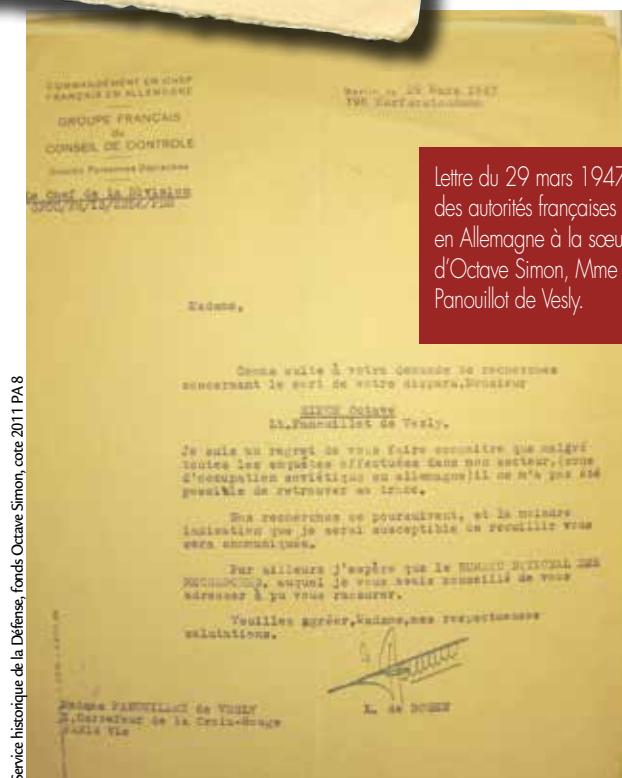 COMMANDEMENT EN CHEF
FRANÇAIS EN ALLEMAGNE
GROUPE FRANÇAIS
du
CONSEIL DE CONTROLE
Le Chef de la Division
Berlin, le 29 Mars 1947
Lettre du 29 mars 1947
des autorités françaises
en Allemagne à la sœur
d'Octave Simon, Mme
Panouillot de Vesly.
Madame,
Comme suite à votre demande de recherches
concernant le sort de votre disparu, Monsieur
SIMON Octave
Panouillot de Vesly.
Je suis au regret de vous faire connaitre que malgré
toutes les enquêtes effectuées dans mon secteur, (zone
d'occupation soviétique en allemagne) il ne m'a pas été
possible de retrouver sa trace.
Nos recherches se poursuivent, et la moindre
indication que je serai susceptible de recueillir vous
sera communiquée.
Par ailleurs j'espère que le BUREAU NATIONAL DES
RECHERCHES, auquel je vous avais conseillé de vous
adresser à pu vous rassurer.
Veuillez agréer, Madame, mes respectueuses
salutations.
Madame PANOUILLOT de VESLY
Carrefour de la Croix-Rouge
PARIS VIe
Service historique de la Défense, fonds Octave Simon, cote 2011 PA 8